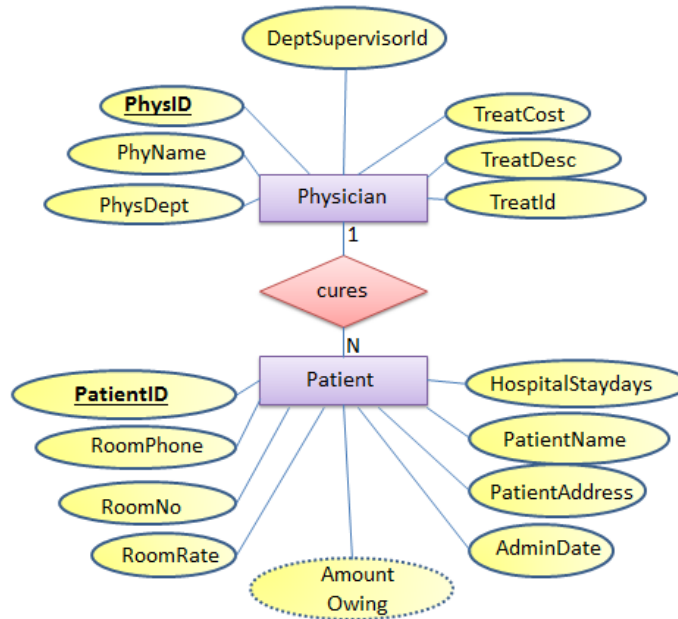 DeptSupervisorId
PhysID
TreatCost
PhyName
TreatDesc
PhysDept
Physician
TreatId
1
cures
N
Patient
HospitalStaydays
PatientID
RoomPhone
PatientName
PatientAddress
RoomNo
RoomRate
AdminDate
Amount
Owing